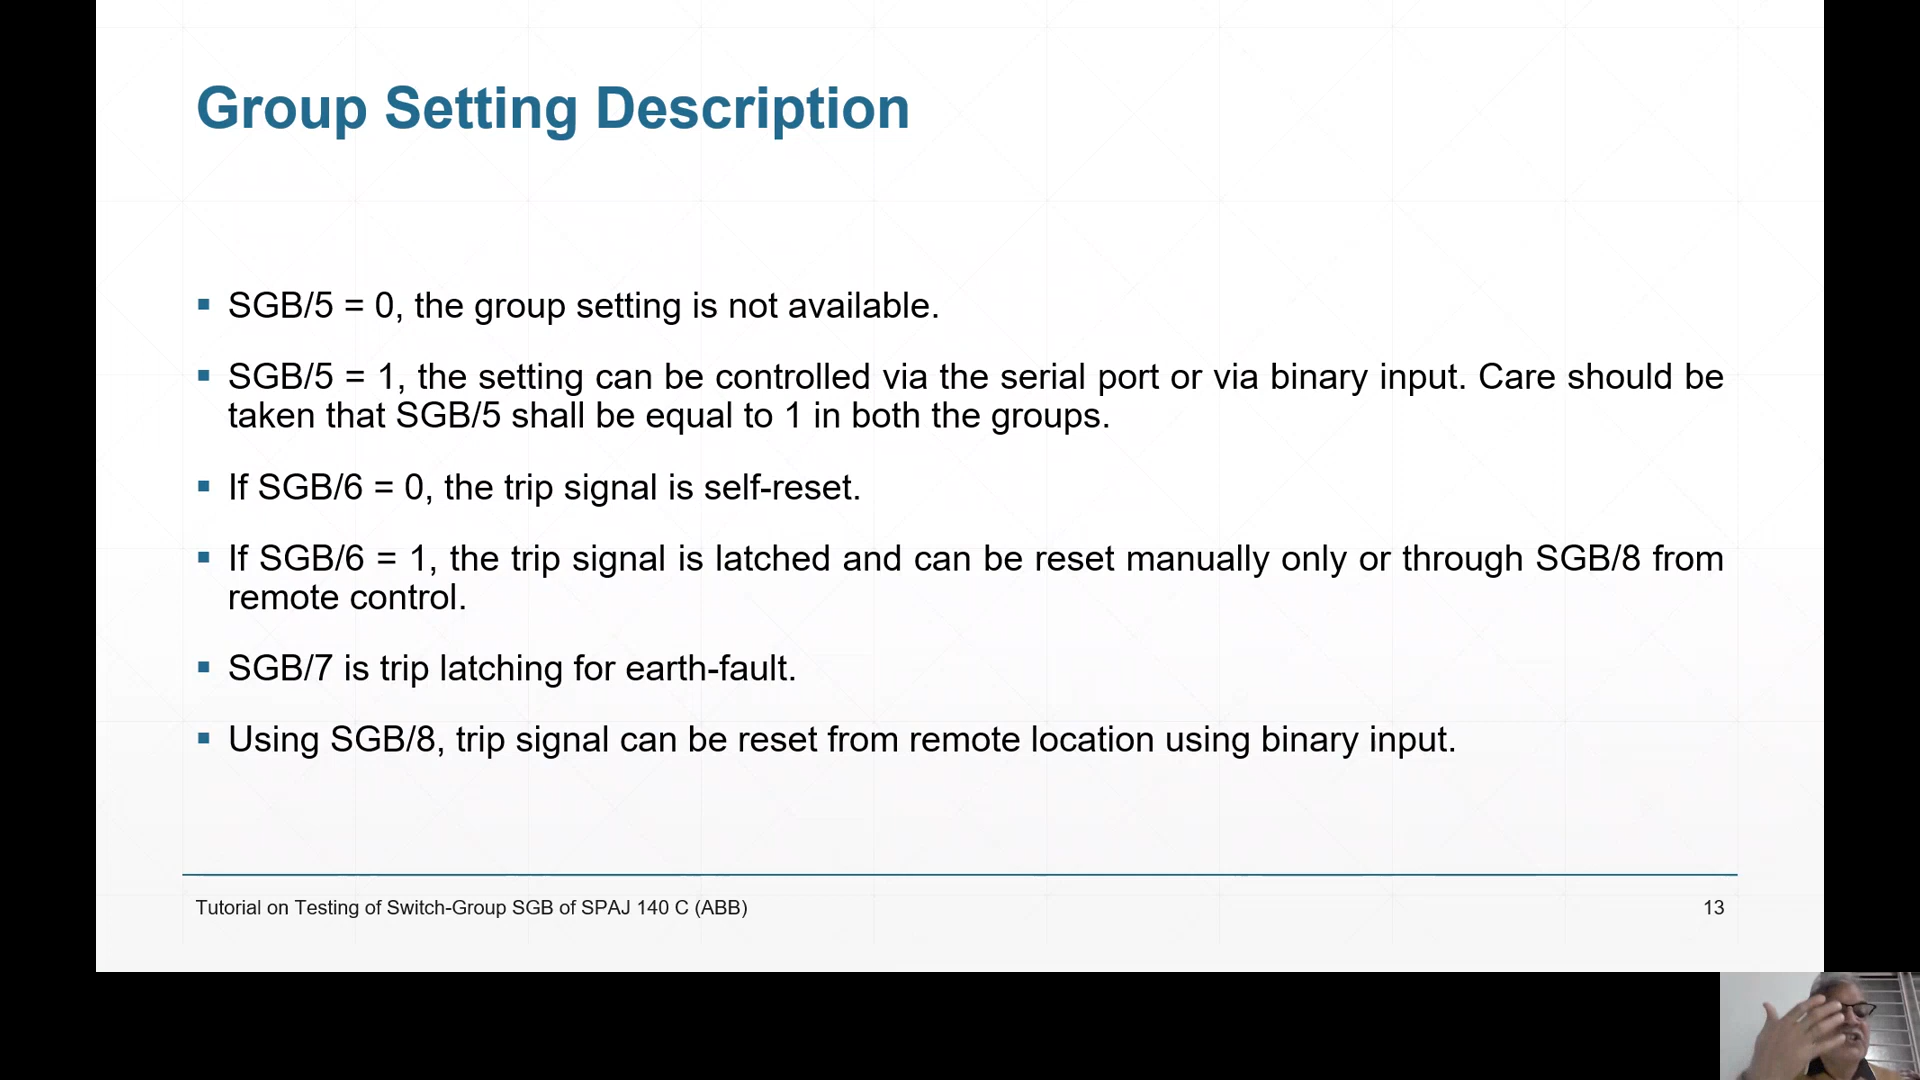 Group Setting Description
▪ SGB/5 = 0, the group setting is not available.
▪ SGB/5 = 1, the setting can be controlled via the serial port or via binary input. Care should be
taken that SGB/5 shall be equal to 1 in both the groups.
▪ If SGB/6 = 0, the trip signal is self-reset.
▪ If SGB/6 = 1, the trip signal is latched and can be reset manually only or through SGB/8 from
remote control.
▪ SGB/7 is trip latching for earth-fault.
▪ Using SGB/8, trip signal can be reset from remote location using binary input.
Tutorial on Testing of Switch-Group SGB of SPAJ 140 C (ABB)
13